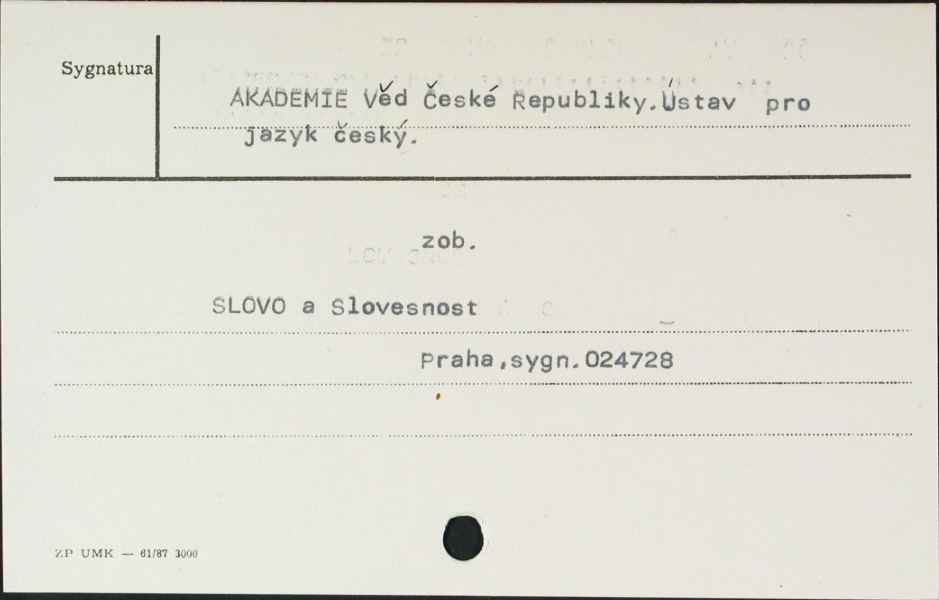 Sygnatura
AKADEMIE Věd České Republiky.Ústav pro
jazyk český.
zob.
SLOVO a Slovesnost
Praha,sygn.024728
ZP UMK — 61/87 3000